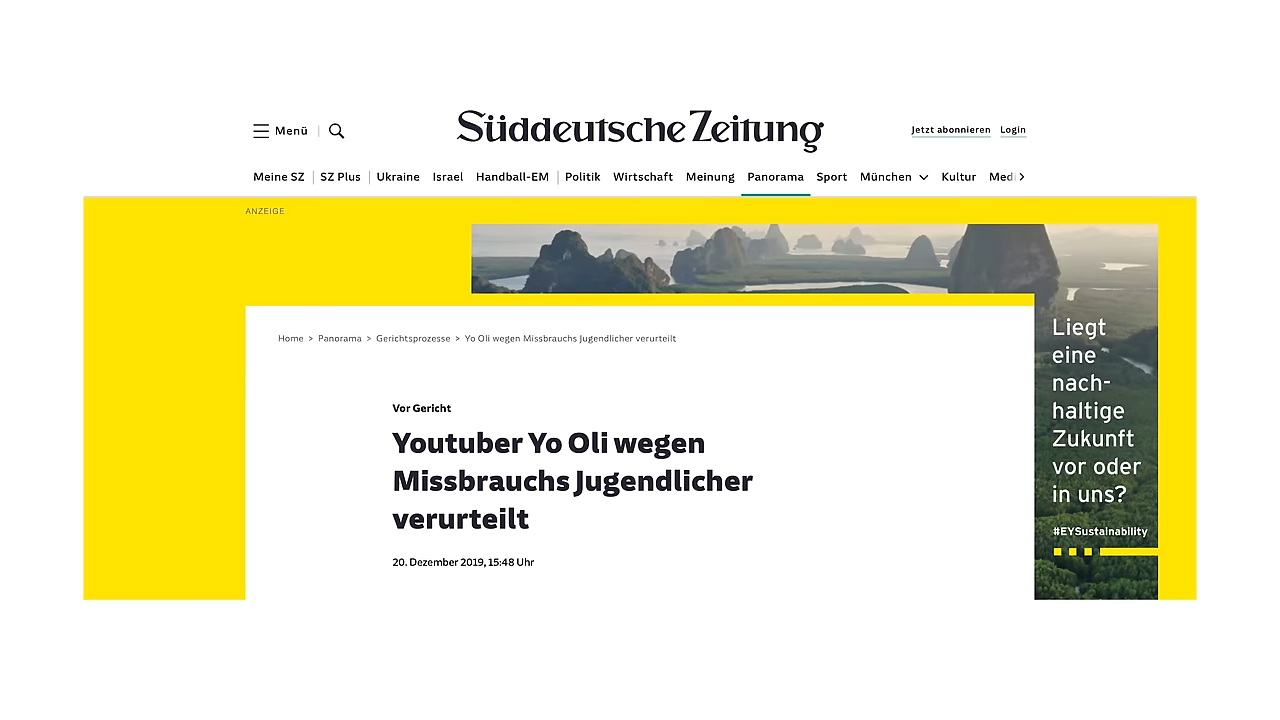 Menü
Süddeutsche Zeitung
Jetzt abonnieren Login
Meine SZ SZ Plus Ukraine Israel Handball-EM Politik Wirtschaft Meinung Panorama Sport München Kultur Medi
ANZEIGE
Home > Panorama > Gerichtsprozesse > Yo Oli wegen Missbrauchs Jugendlicher verurteilt
Vor Gericht
Youtuber Yo Oli wegen
Missbrauchs Jugendlicher
verurteilt
20. Dezember 2019, 15:48 Uhr
Liegt
eine
nach-
haltige
Zukunft
vor oder
in uns?
#EYSustainability